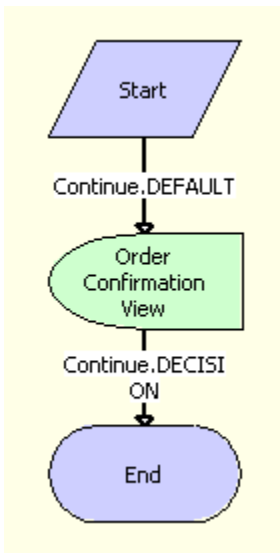 Start
Continue.DEFAULT
Order
Confirmation
View
Continue.DECISI
ON
End